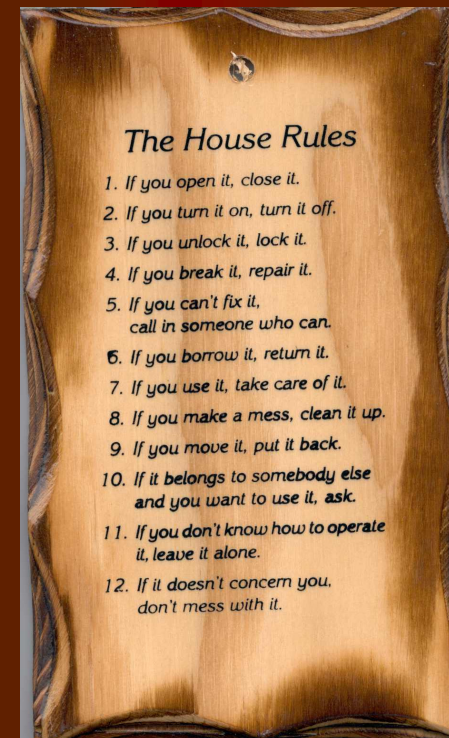 The House Rules
1. If you open it, close it.
2. If you turn it on, turn it off.
3. If you unlock it, lock it.
4. If you break it, repair it.
5. If you can't fix it,
call in someone who can.
6. If you borrow it, return it.
7. If you use it, take care of it.
8. If you make a mess, clean it up.
9. If you move it, put it back.
10. If it belongs to somebody else
and you want to use it, ask.
11. If you don't know how to operate
it, leave it alone.
12. If it doesn't concern you,
don't mess with it.